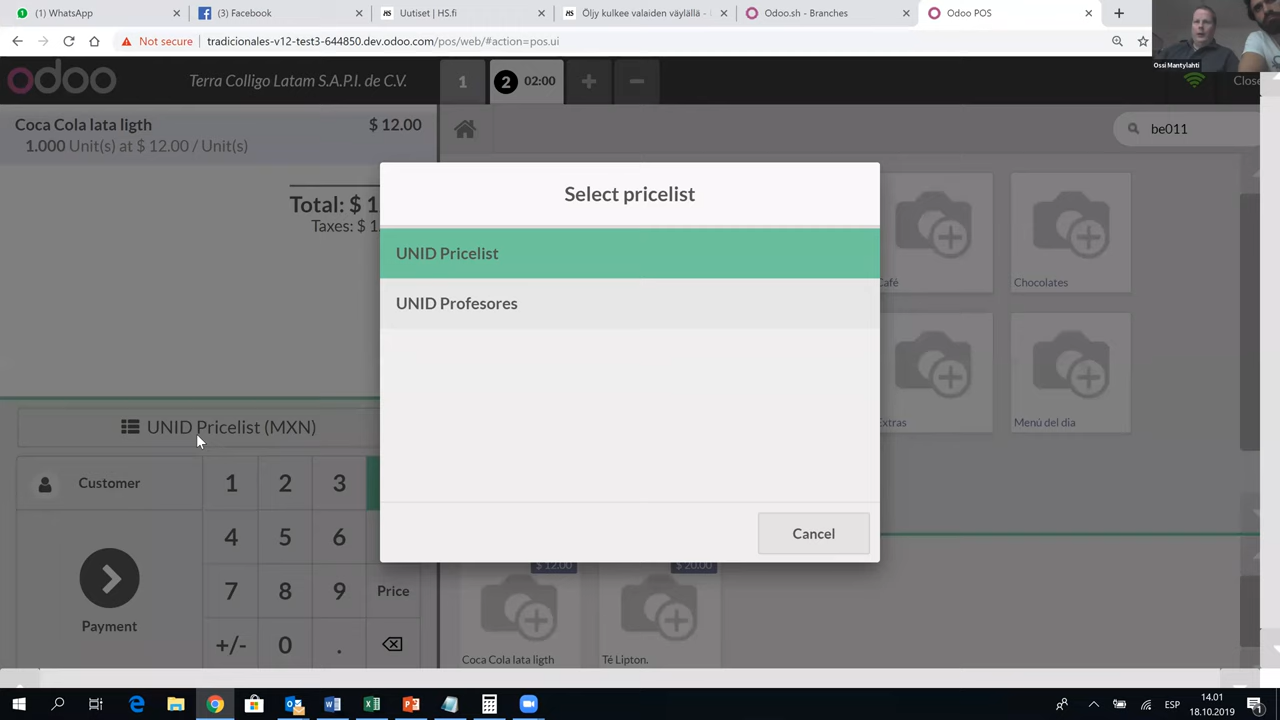 (1) WhatsApp
(3) Facebook
Uutiset | HS.fi
Öljy kulkee valaiden väylällä -
Odoo.sh - Branches
Odoo POS
Not secure
tradicionales-v12-test3-644850.dev.odoo.com/pos/web/#action=pos.ui
Ossi Mantylahti
odoo
Terra Colligo Latam S.A.P.I. de C.V.
1
2 02:00
Close
Coca Cola lata ligth
$ 12.00
1.000 Unit(s) at $ 12.00 / Unit(s)
be011
Total: $ 1
Taxes: $ 1
Select pricelist
UNID Pricelist
UNID Profesores
Cancel
Café
Chocolates
Extras
Menú del dia
UNID Pricelist (MXN)
Customer
1 2 3
4 5 6
7 8 9 Price
+/- 0 .
Payment
$ 12.00
$ 20.00
Coca Cola lata ligth
Té Lipton.
ESP
14.01
18.10.2019
1